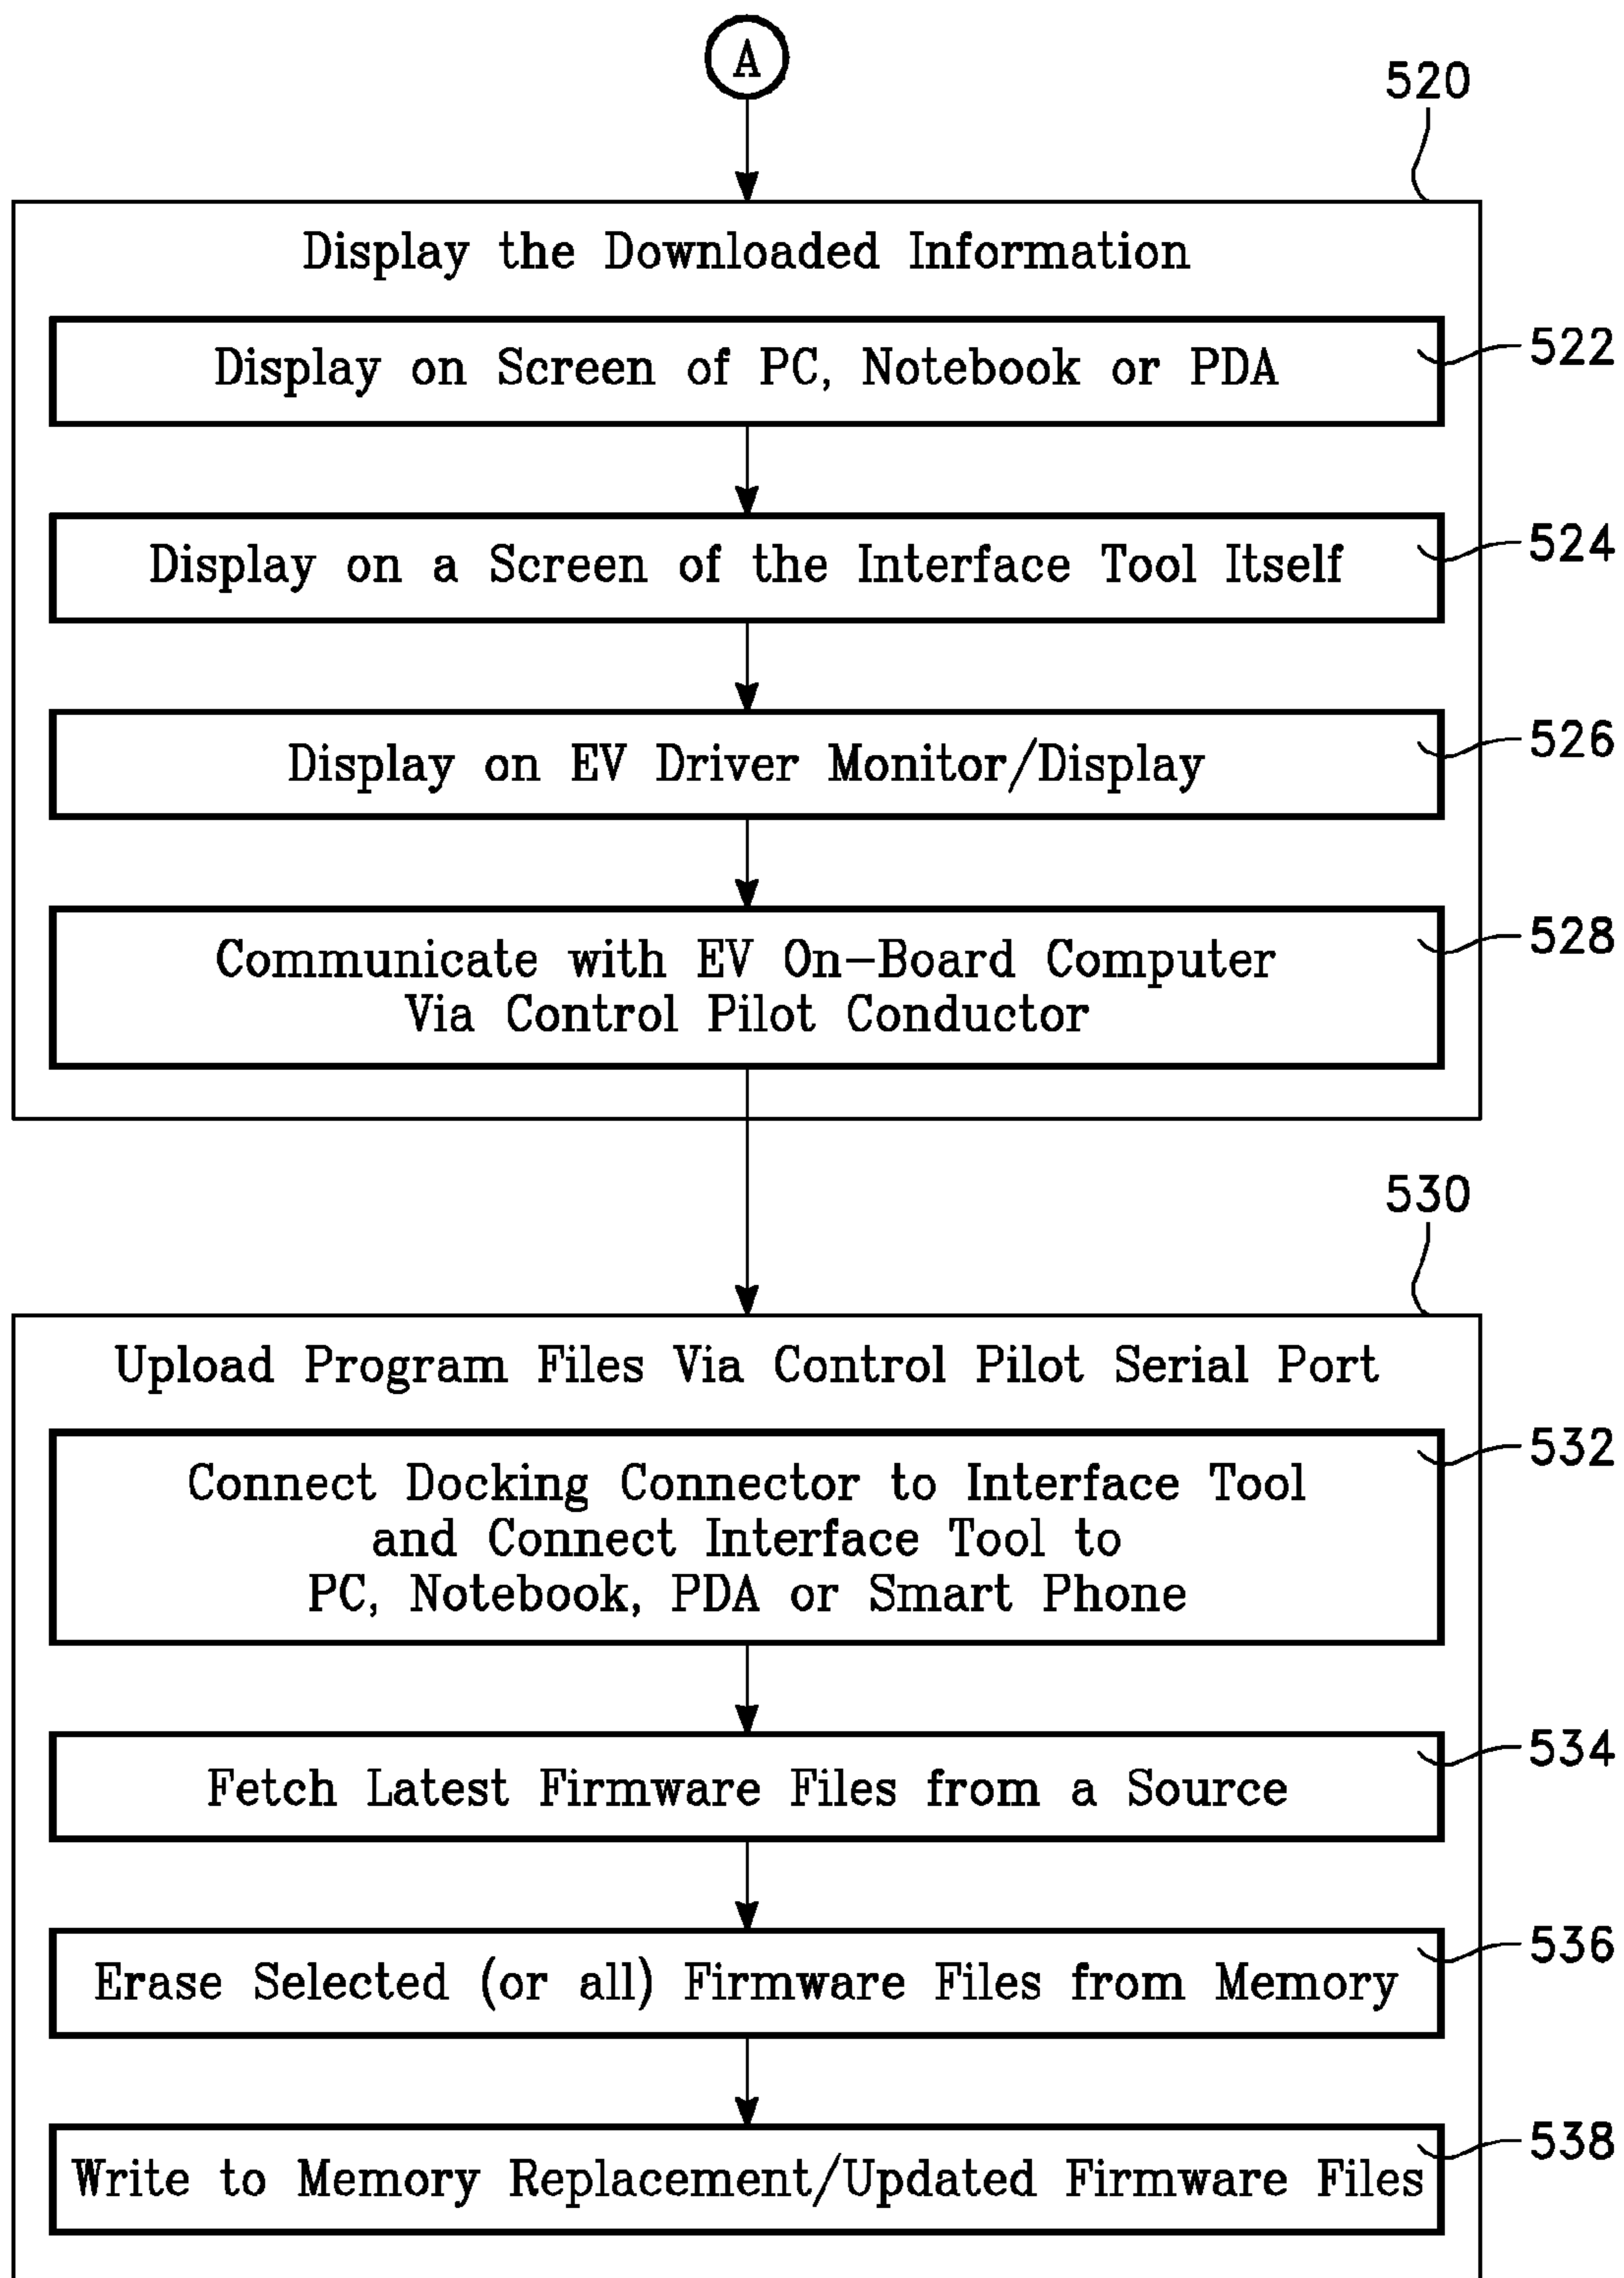 A
520
Display the Downloaded Information
Display on Screen of PC, Notebook or PDA
522
Display on a Screen of the Interface Tool Itself
524
Display on EV Driver Monitor/Display
526
Communicate with EV On-Board Computer
Via Control Pilot Conductor
528
530
Upload Program Files Via Control Pilot Serial Port
Connect Docking Connector to Interface Tool
and Connect Interface Tool to
PC, Notebook, PDA or Smart Phone
532
Fetch Latest Firmware Files from a Source
534
Erase Selected (or all) Firmware Files from Memory
536
Write to Memory Replacement/Updated Firmware Files
538